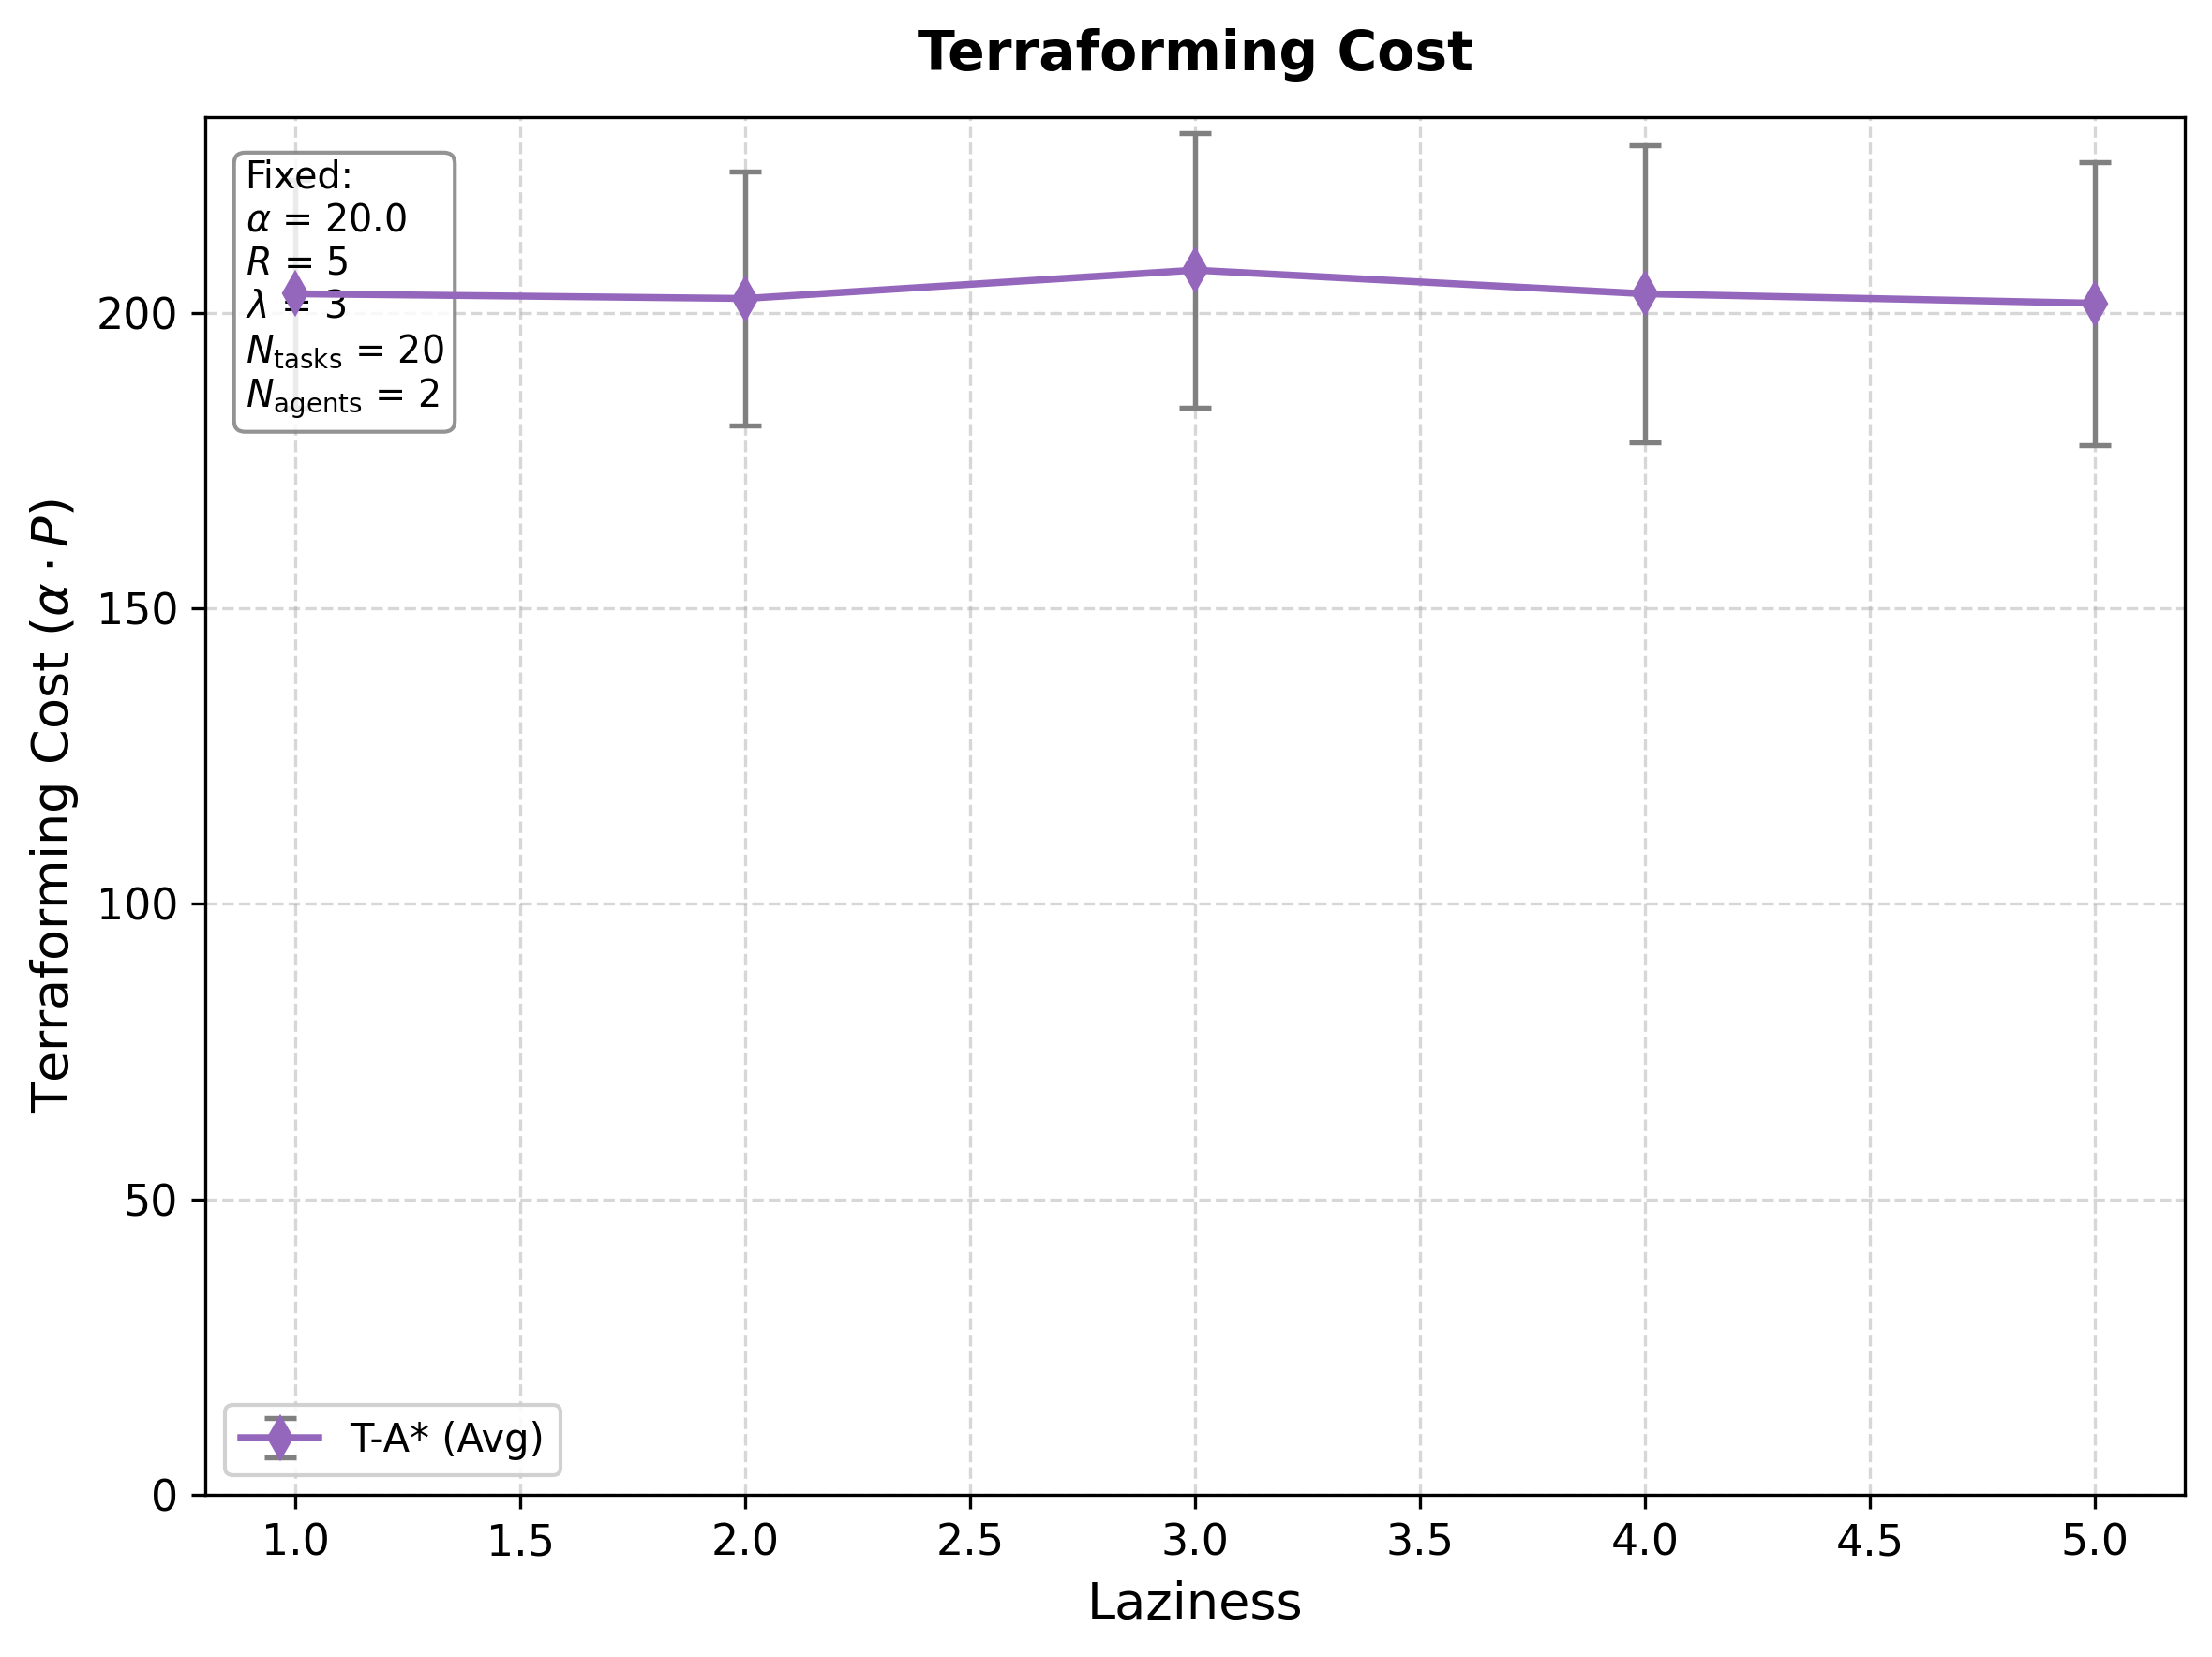 Terraforming Cost
Fixed:
α = 20.0
R = 5
λ = 3
N_tasks = 20
N_agents = 2
Terraforming Cost (α · P)
200
150
100
50
0
T-A* (Avg)
1.0 1.5 2.0 2.5 3.0 3.5 4.0 4.5 5.0
Laziness